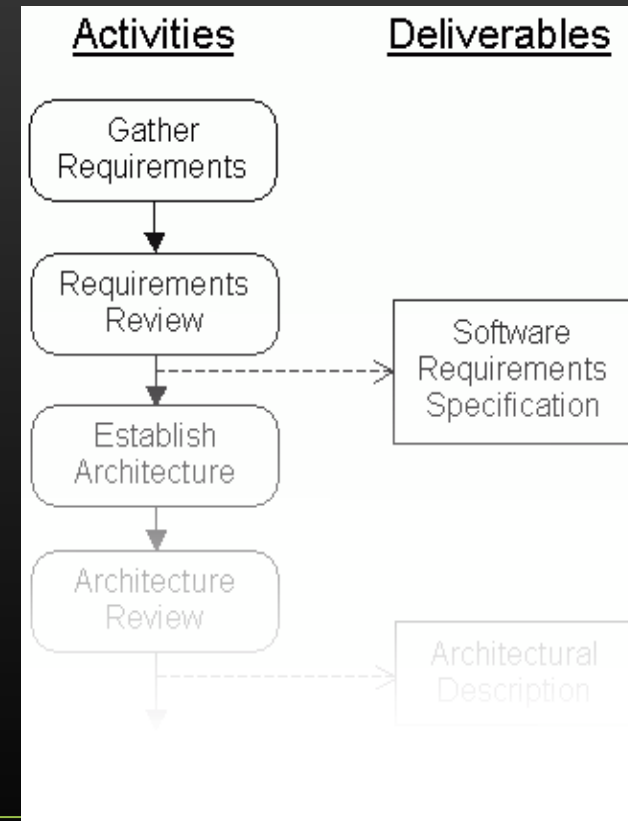 Activities
Deliverables
Gather
Requirements
Requirements
Review
Software
Requirements
Specification
Establish
Architecture
Architecture
Review
Architectural
Description